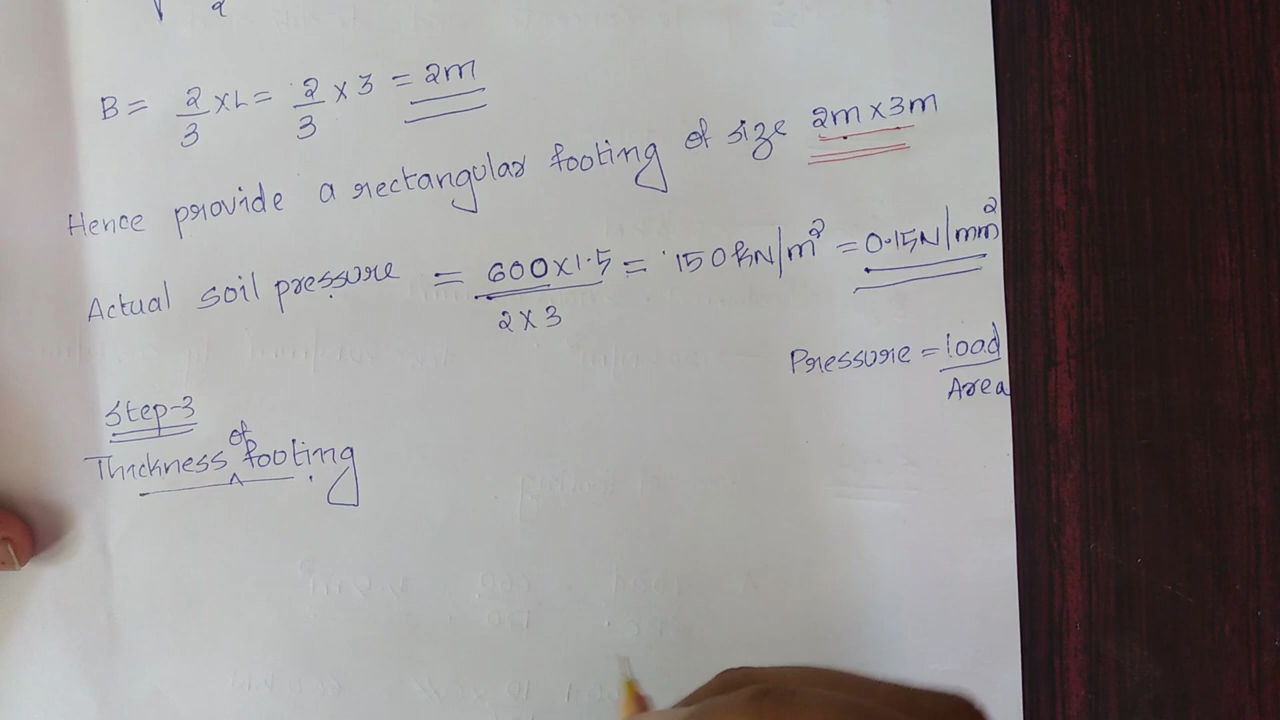 B = 2/3 × L = 2/3 × 3 = 2m
Hence provide a rectangular footing of size 2m × 3m
Actual soil pressure = 600 × 1.5 / 2 × 3 = 150 kN/m² = 0.15N/mm²
Pressure = load / Area
Step-3
Thickness of footing